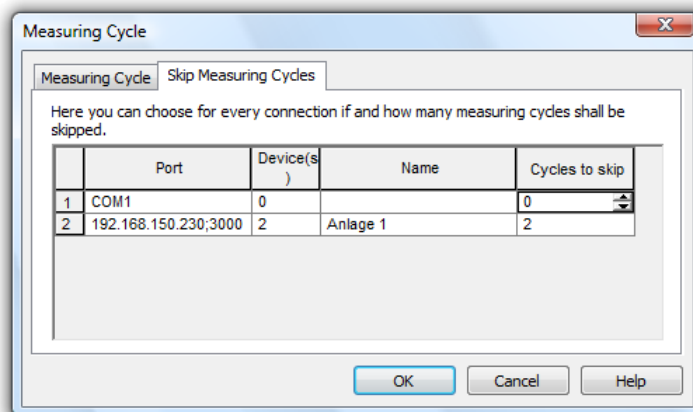 Measuring Cycle
Measuring Cycle Skip Measuring Cycles
Here you can choose for every connection if and how many measuring cycles shall be
skipped.
Port Device(s Name Cycles to skip
)
1 COM1 0 0
2 192.168.150.230;3000 2 Anlage 1 2
OK Cancel Help